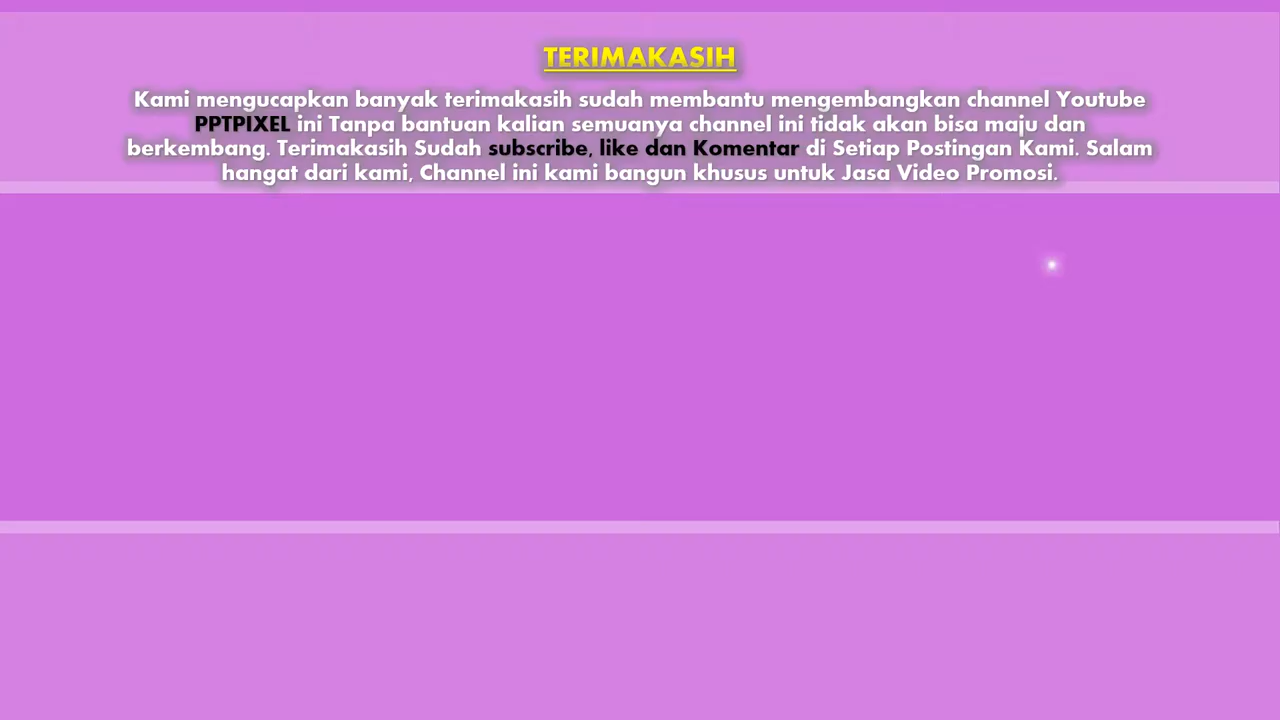 TERIMAKASIH
Kami mengucapkan banyak terimakasih sudah membantu mengembangkan channel Youtube
PPTPIXEL ini Tanpa bantuan kalian semuanya channel ini tidak akan bisa maju dan
berkembang. Terimakasih Sudah subscribe, like dan Komentar di Setiap Postingan Kami. Salam
hangat dari kami, Channel ini kami bangun khusus untuk Jasa Video Promosi.